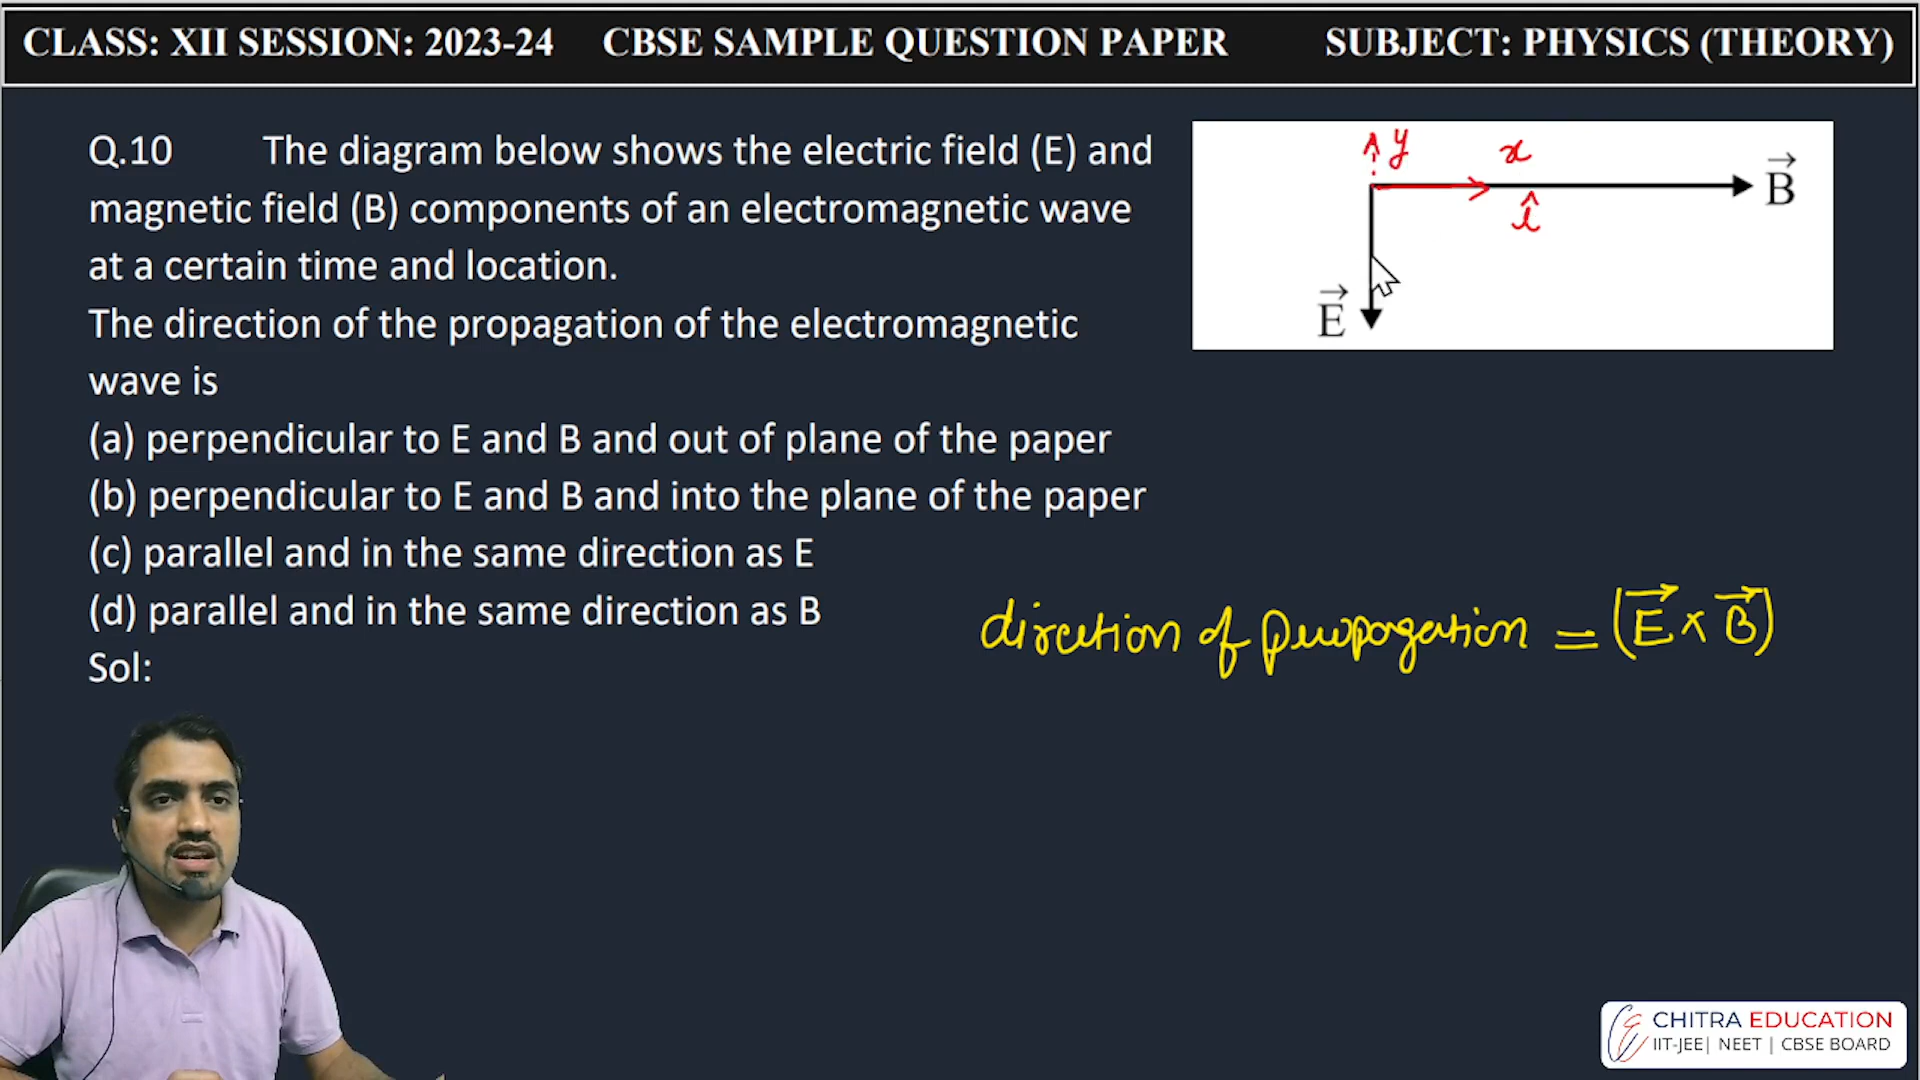 CLASS: XII SESSION: 2023-24 CBSE SAMPLE QUESTION PAPER SUBJECT: PHYSICS (THEORY)
Q.10 The diagram below shows the electric field (E) and
magnetic field (B) components of an electromagnetic wave
at a certain time and location.
The direction of the propagation of the electromagnetic
wave is
(a) perpendicular to E and B and out of plane of the paper
(b) perpendicular to E and B and into the plane of the paper
(c) parallel and in the same direction as E
(d) parallel and in the same direction as B
Sol:
y
x
B⃗
î
E⃗
direction of propagation = (E⃗ × B⃗)
CHITRA EDUCATION
IIT-JEE| NEET | CBSE BOARD